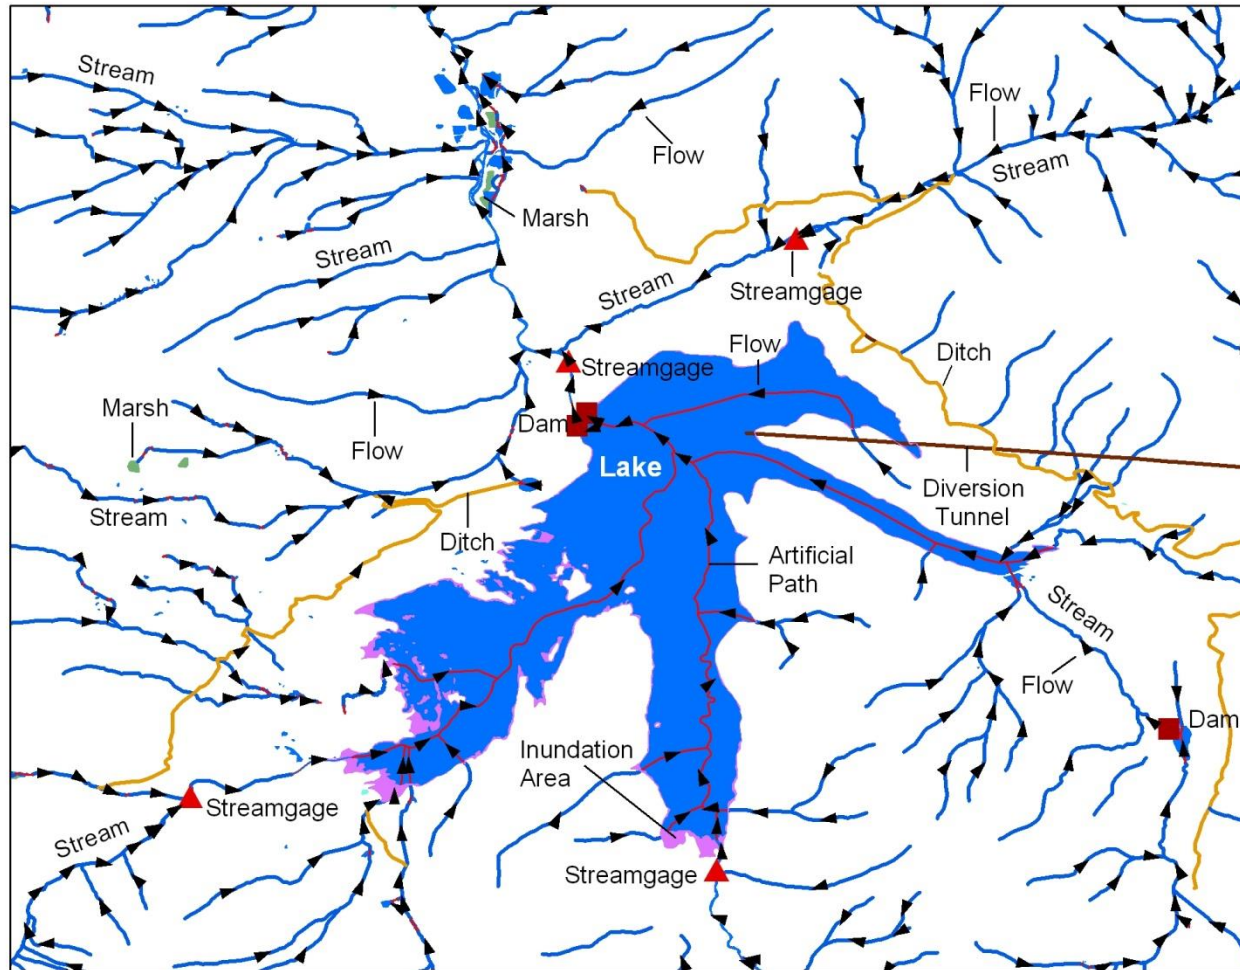 Stream
Flow
Flow
Stream
Marsh
Stream
Stream
Streamgage
Flow
Streamgage
Ditch
Marsh
Dam
Flow
Lake
Diversion
Tunnel
Stream
Ditch
Artificial
Path
Stream
Flow
Dam
Inundation
Area
Streamgage
Stream
Streamgage